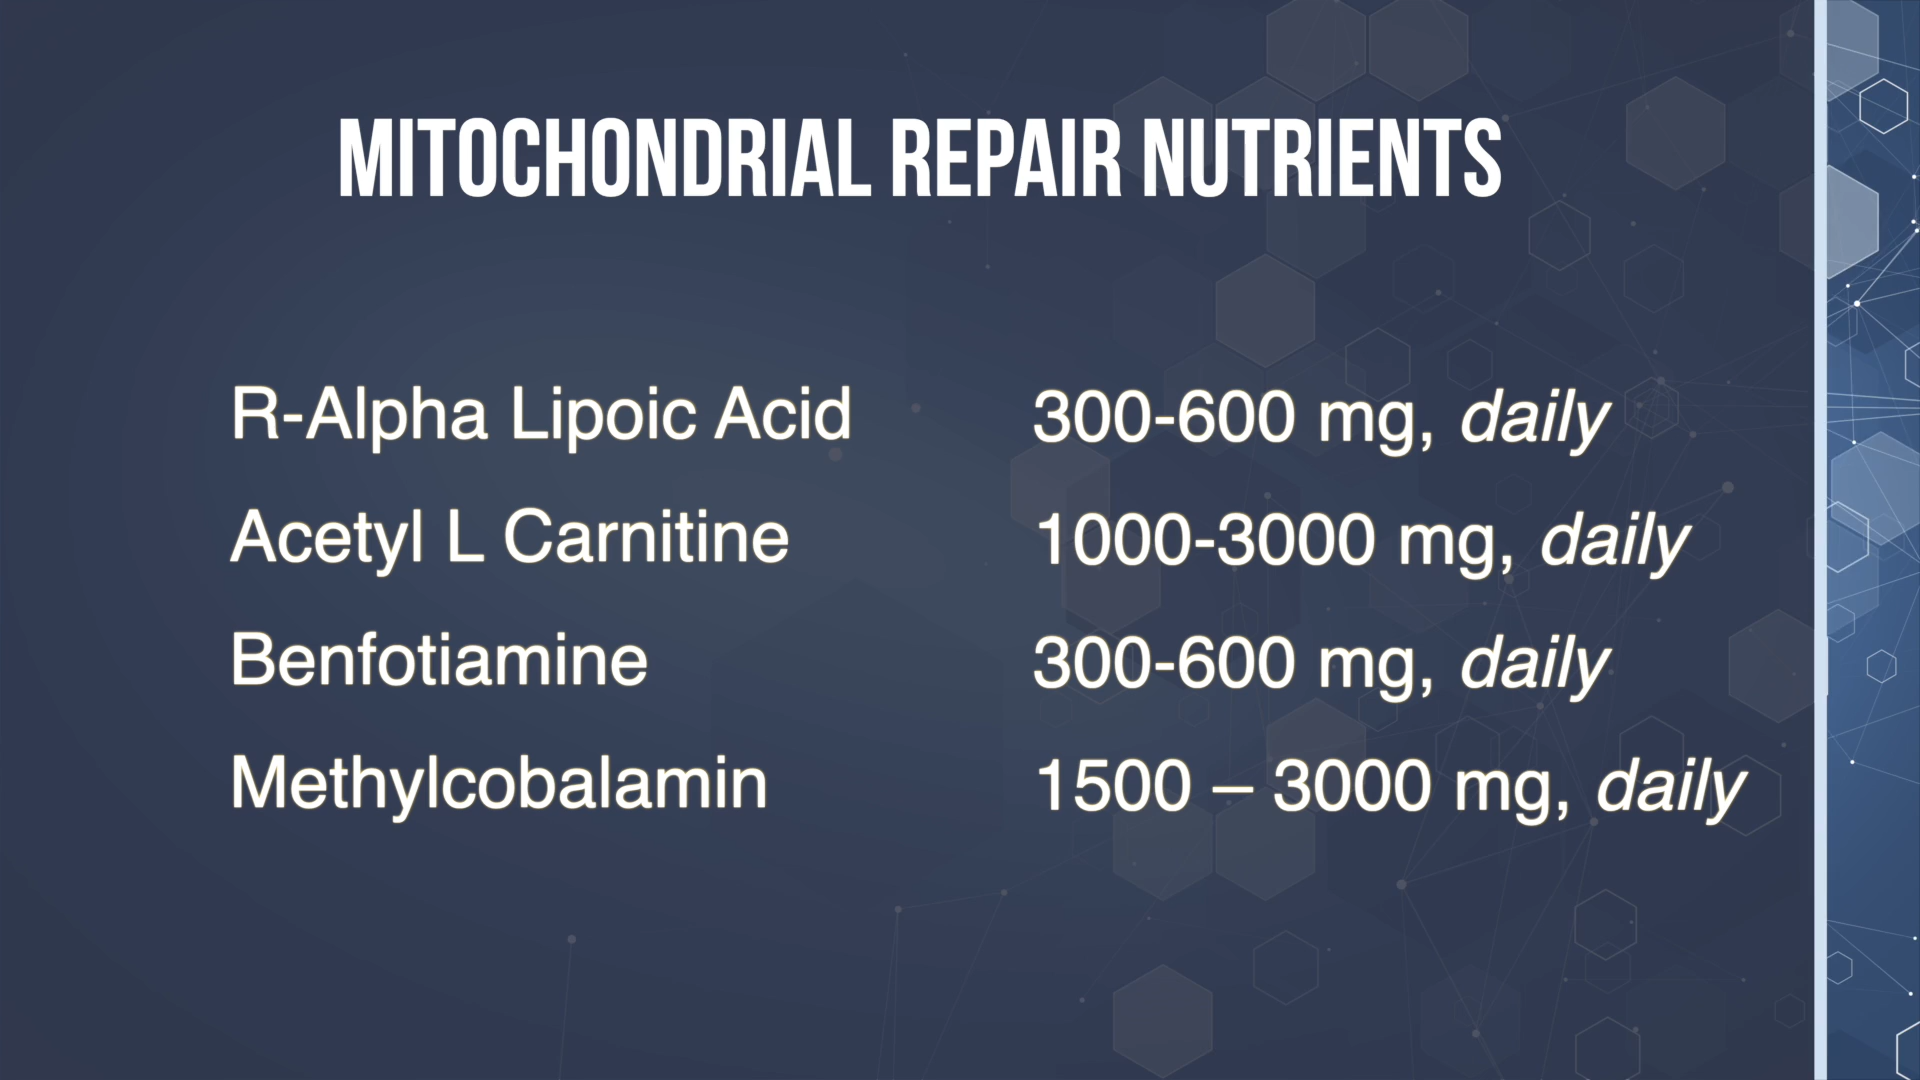 MITOCHONDRIAL REPAIR NUTRIENTS
R-Alpha Lipoic Acid 300-600 mg, daily
Acetyl L Carnitine 1000-3000 mg, daily
Benfotiamine 300-600 mg, daily
Methylcobalamin 1500 – 3000 mg, daily